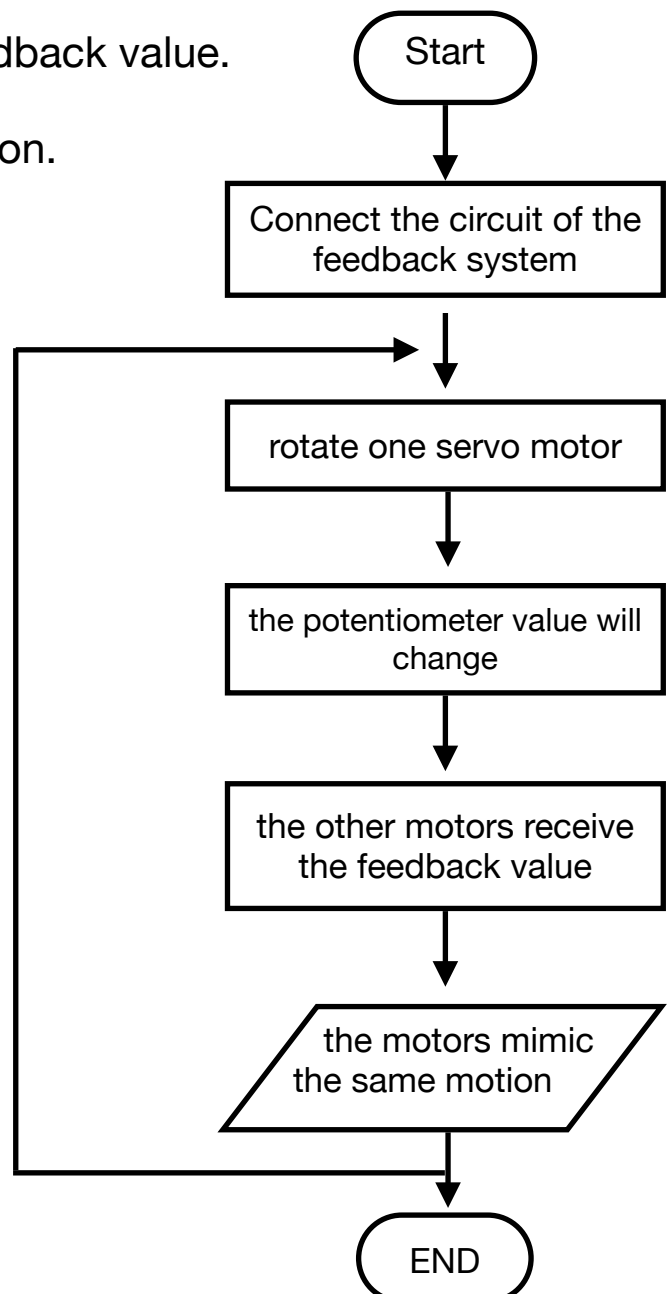 dback value.
on.
Start
Connect the circuit of the
feedback system
rotate one servo motor
the potentiometer value will
change
the other motors receive
the feedback value
the motors mimic
the same motion
END